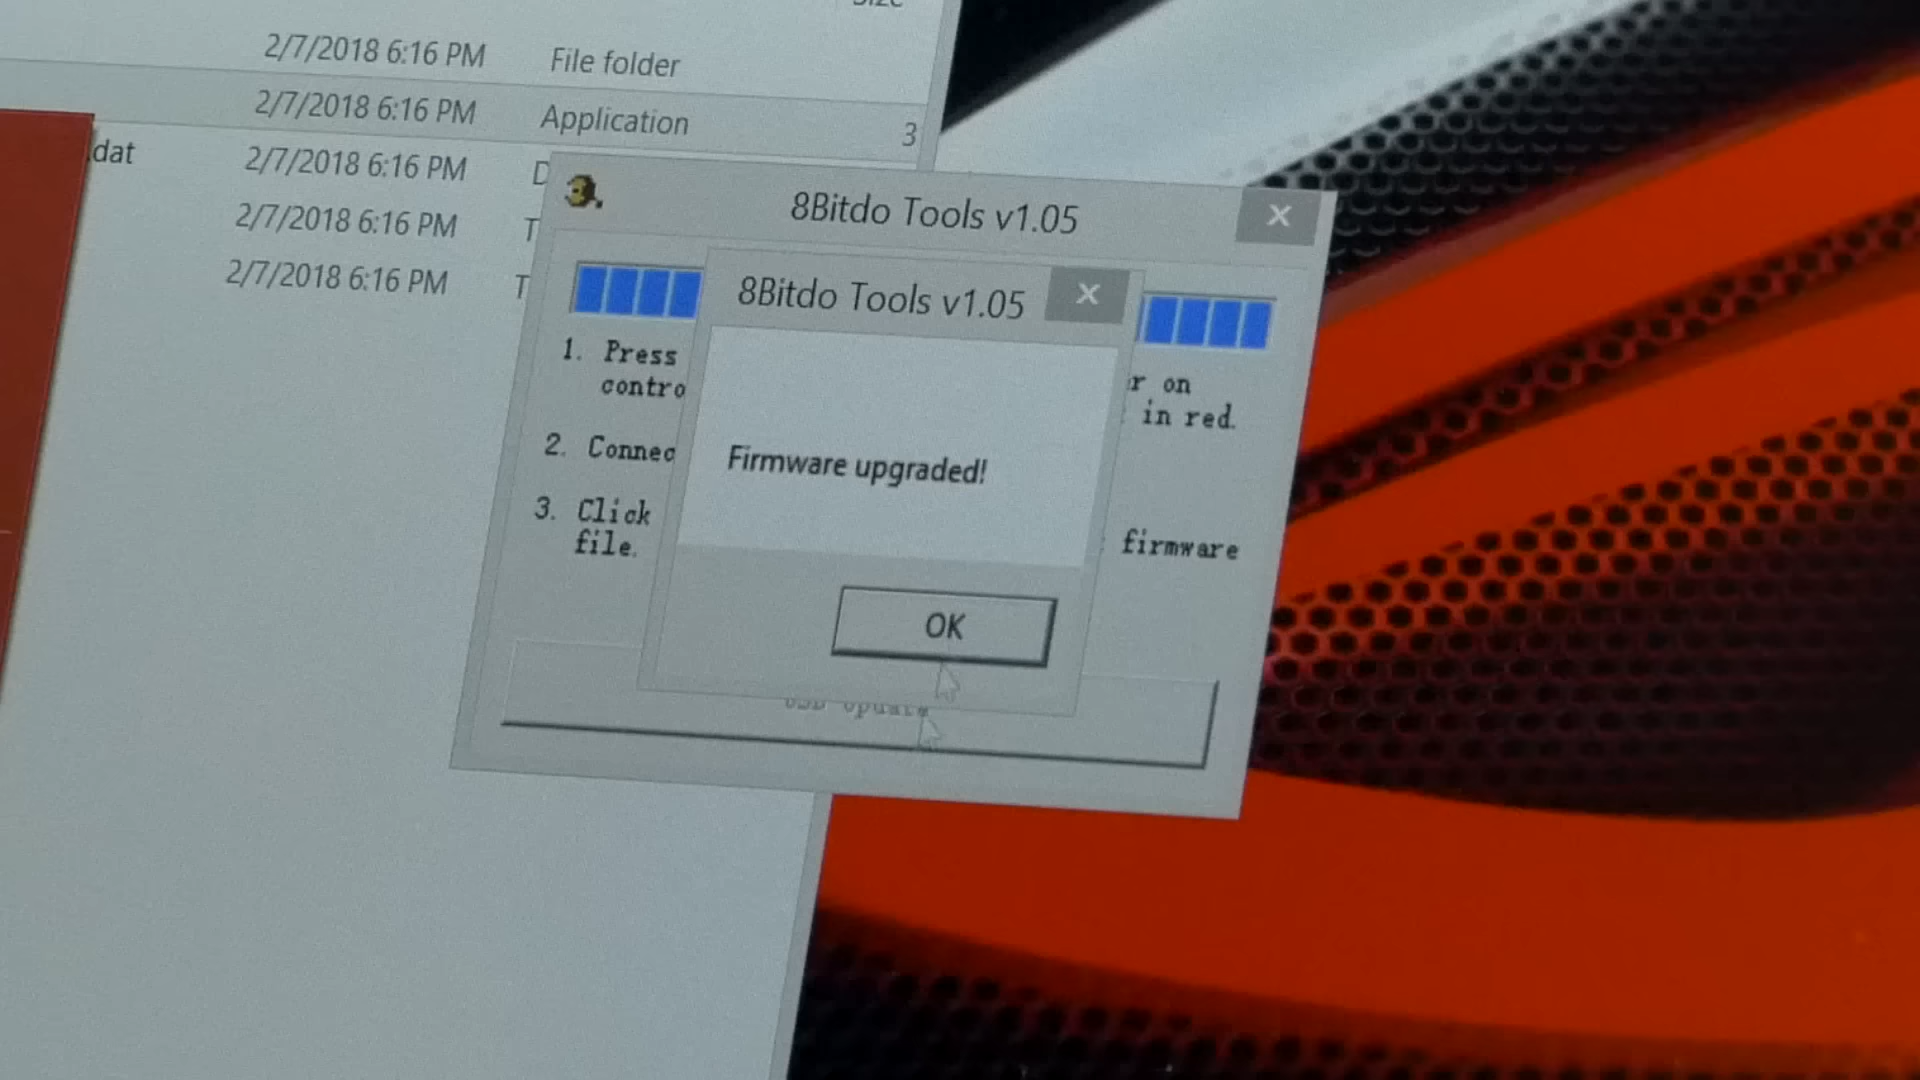 2/7/2018 6:16 PM File folder
2/7/2018 6:16 PM Application 3
.dat 2/7/2018 6:16 PM D
2/7/2018 6:16 PM T
2/7/2018 6:16 PM T
8Bitdo Tools v1.05
8Bitdo Tools v1.05
1. Press r on
contro in red.
2. Connec
Firmware upgraded!
3. Click firmware
file.
OK